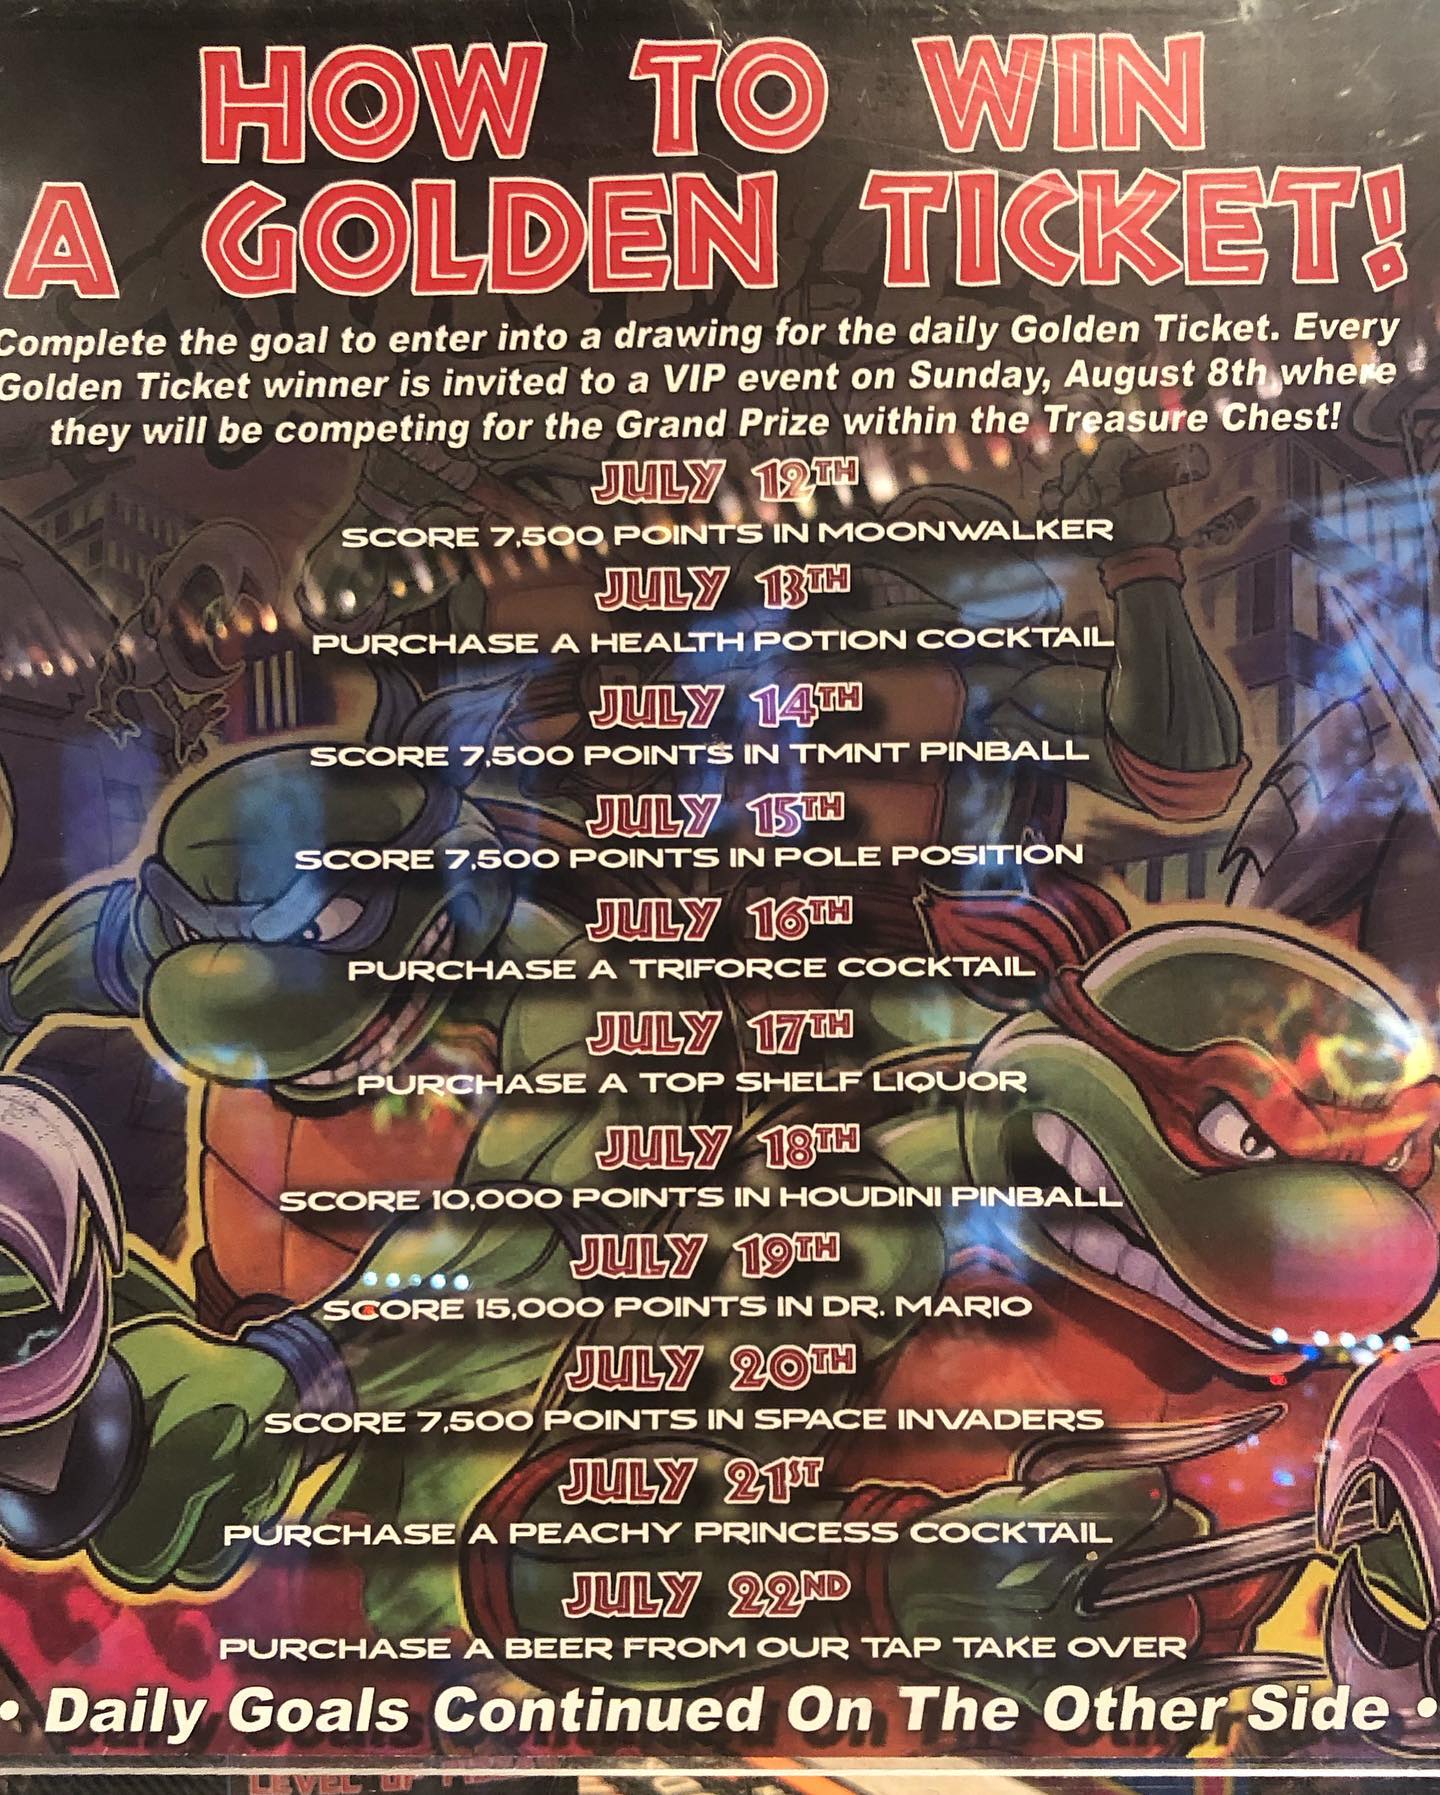 HOW TO WIN
A GOLDEN TICKET!
Complete the goal to enter into a drawing for the daily Golden Ticket. Every
Golden Ticket winner is invited to a VIP event on Sunday, August 8th where
they will be competing for the Grand Prize within the Treasure Chest!
JULY 12TH
SCORE 7,500 POINTS IN MOONWALKER
JULY 13TH
PURCHASE A HEALTH POTION COCKTAIL
JULY 14TH
SCORE 7,500 POINTS IN TMNT PINBALL
JULY 15TH
SCORE 7,500 POINTS IN POLE POSITION
JULY 16TH
PURCHASE A TRIFORCE COCKTAIL
JULY 17TH
PURCHASE A TOP SHELF LIQUOR
JULY 18TH
SCORE 10,000 POINTS IN HOUDINI PINBALL
JULY 19TH
SCORE 15,000 POINTS IN DR. MARIO
JULY 20TH
SCORE 7,500 POINTS IN SPACE INVADERS
JULY 21ST
PURCHASE A PEACHY PRINCESS COCKTAIL
JULY 22ND
PURCHASE A BEER FROM OUR TAP TAKE OVER
• Daily Goals Continued On The Other Side •
LEVEL UP